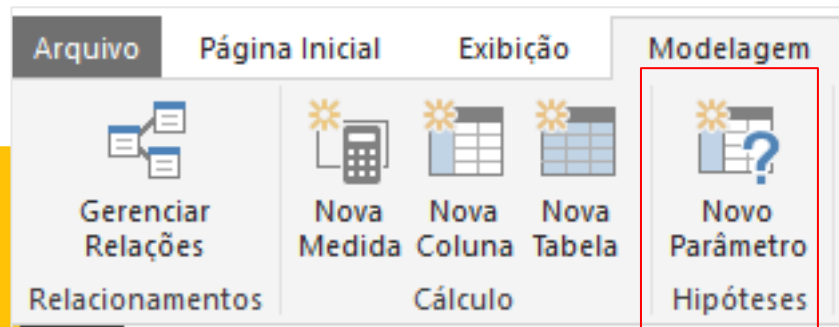 Arquivo Página Inicial Exibição Modelagem
Gerenciar Nova Nova Nova Novo
Relações Medida Coluna Tabela Parâmetro
Relacionamentos Cálculo Hipóteses